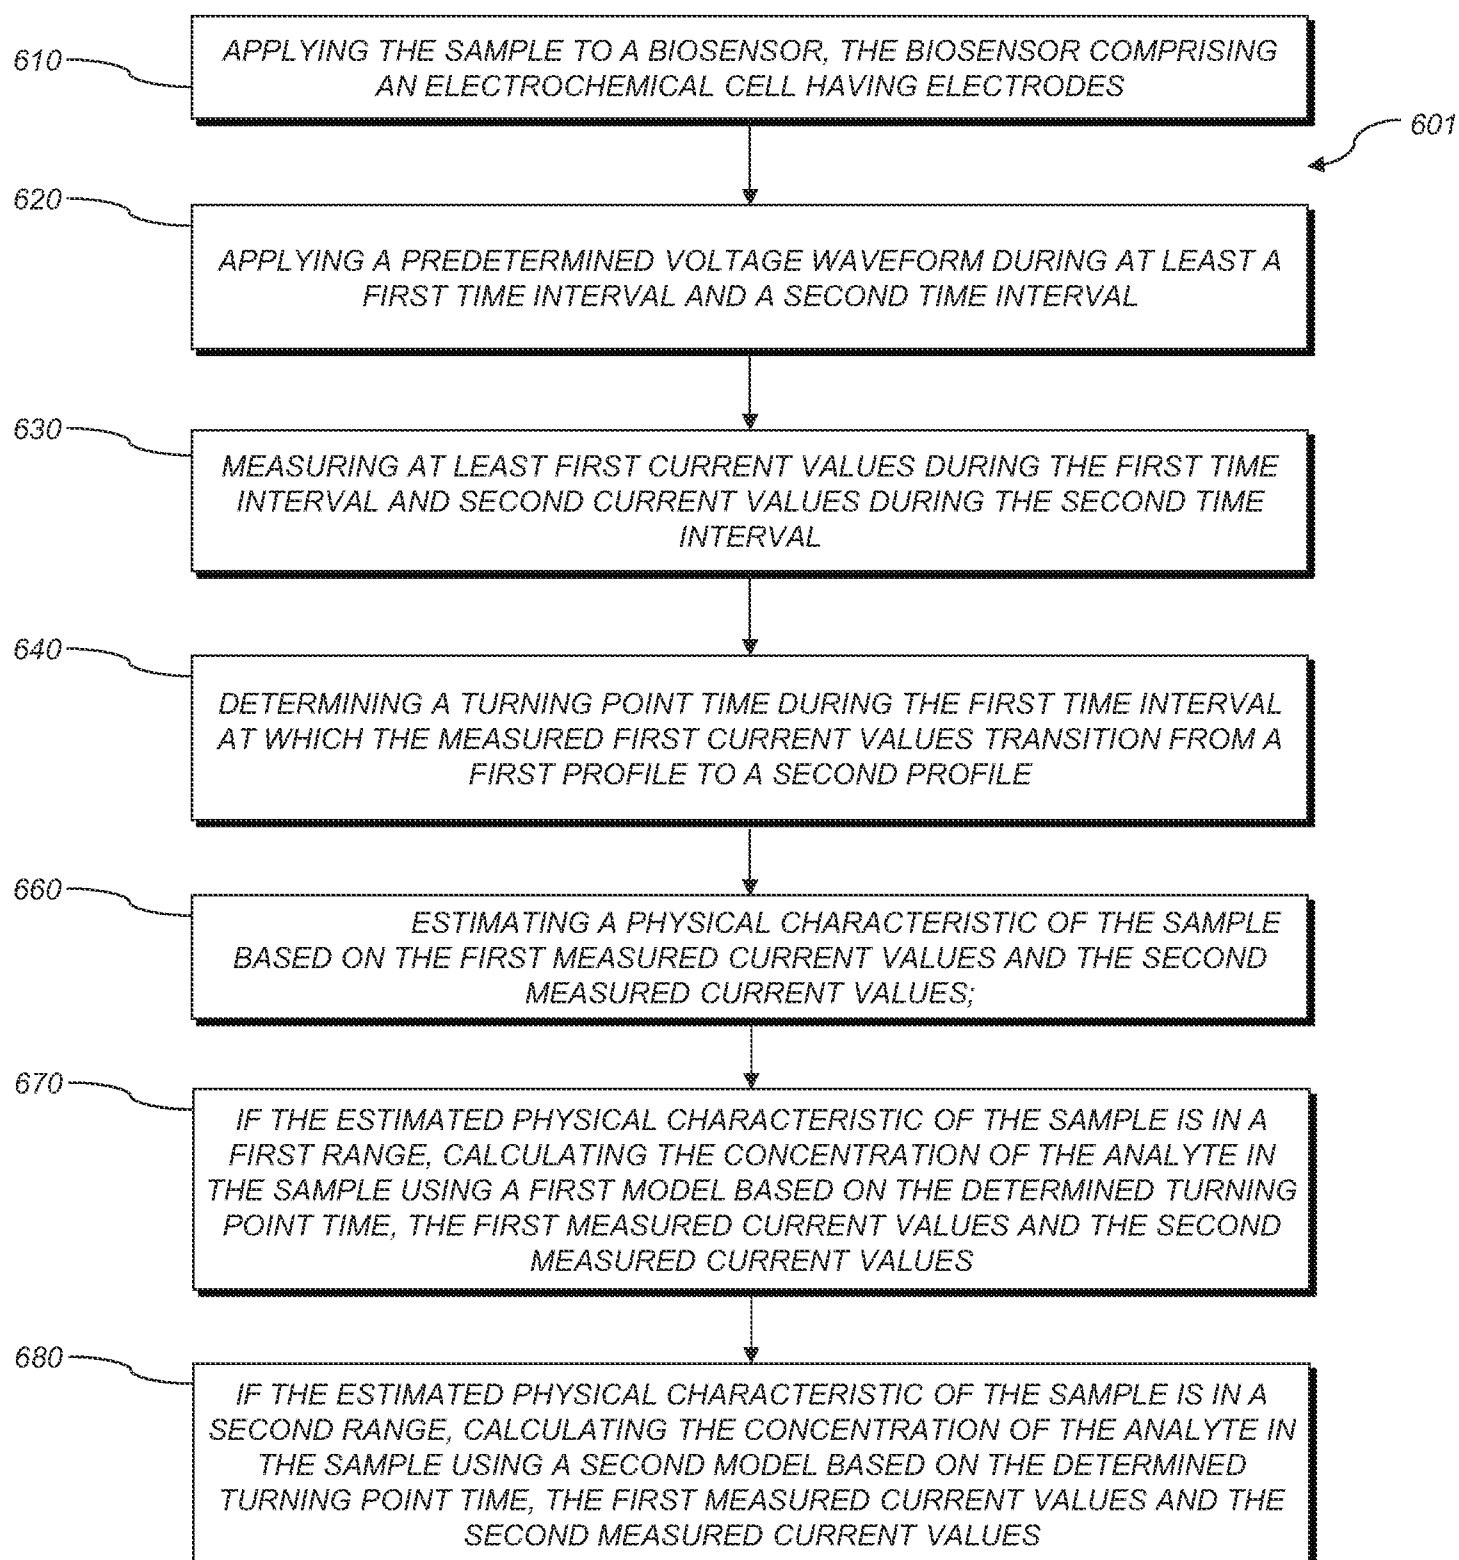 610
APPLYING THE SAMPLE TO A BIOSENSOR, THE BIOSENSOR COMPRISING
AN ELECTROCHEMICAL CELL HAVING ELECTRODES
601
620
APPLYING A PREDETERMINED VOLTAGE WAVEFORM DURING AT LEAST A
FIRST TIME INTERVAL AND A SECOND TIME INTERVAL
630
MEASURING AT LEAST FIRST CURRENT VALUES DURING THE FIRST TIME
INTERVAL AND SECOND CURRENT VALUES DURING THE SECOND TIME
INTERVAL
640
DETERMINING A TURNING POINT TIME DURING THE FIRST TIME INTERVAL
AT WHICH THE MEASURED FIRST CURRENT VALUES TRANSITION FROM A
FIRST PROFILE TO A SECOND PROFILE
660
ESTIMATING A PHYSICAL CHARACTERISTIC OF THE SAMPLE
BASED ON THE FIRST MEASURED CURRENT VALUES AND THE SECOND
MEASURED CURRENT VALUES;
670
IF THE ESTIMATED PHYSICAL CHARACTERISTIC OF THE SAMPLE IS IN A
FIRST RANGE, CALCULATING THE CONCENTRATION OF THE ANALYTE IN
THE SAMPLE USING A FIRST MODEL BASED ON THE DETERMINED TURNING
POINT TIME, THE FIRST MEASURED CURRENT VALUES AND THE SECOND
MEASURED CURRENT VALUES
680
IF THE ESTIMATED PHYSICAL CHARACTERISTIC OF THE SAMPLE IS IN A
SECOND RANGE, CALCULATING THE CONCENTRATION OF THE ANALYTE IN
THE SAMPLE USING A SECOND MODEL BASED ON THE DETERMINED
TURNING POINT TIME, THE FIRST MEASURED CURRENT VALUES AND THE
SECOND MEASURED CURRENT VALUES